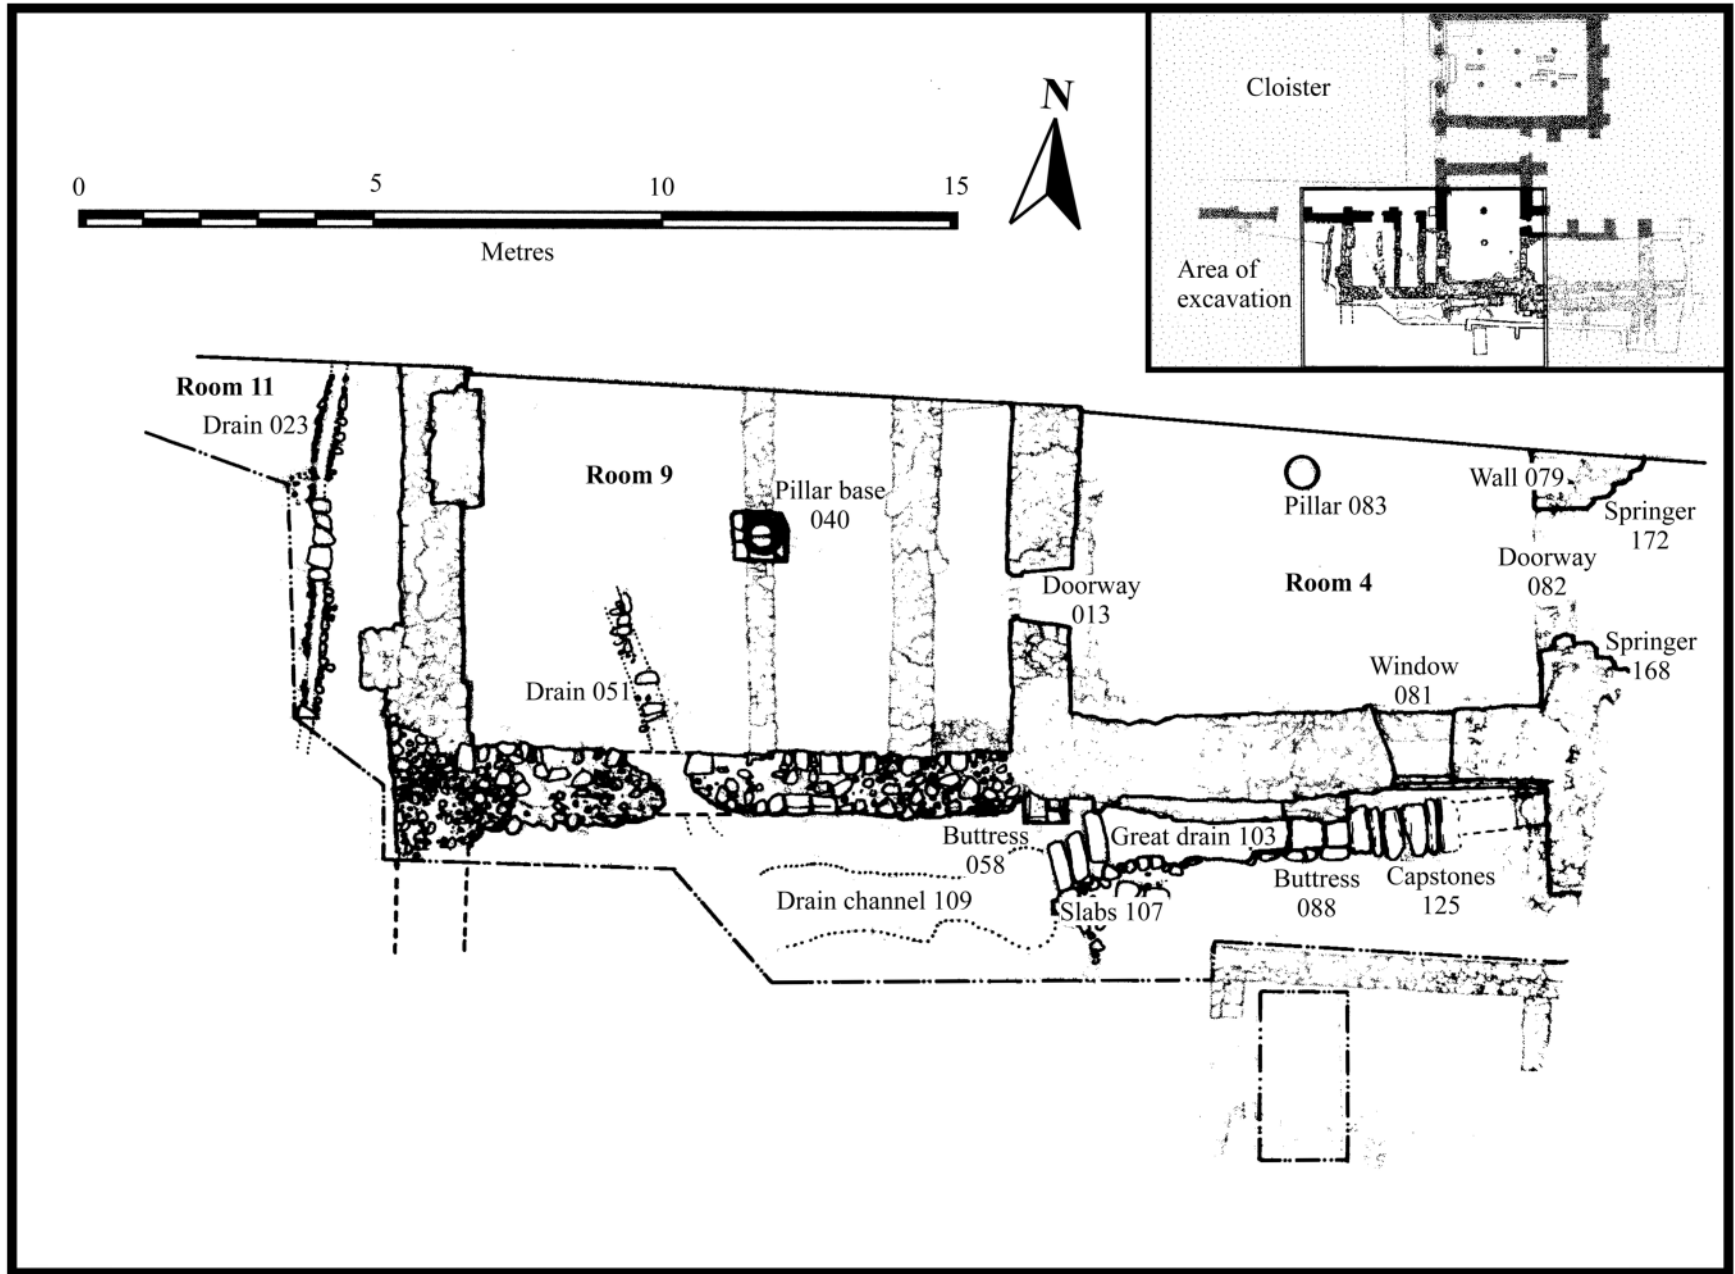 Cloister
N
0 5 10 15
Metres
Area of
excavation
Room 11
Drain 023
Room 9
Pillar base
040
Pillar 083
Wall 079
Springer
172
Doorway
082
Doorway
013
Room 4
Springer
168
Window
081
Drain 051
Buttress
058
Great drain 103
Buttress
088
Capstones
125
Drain channel 109
Slabs 107